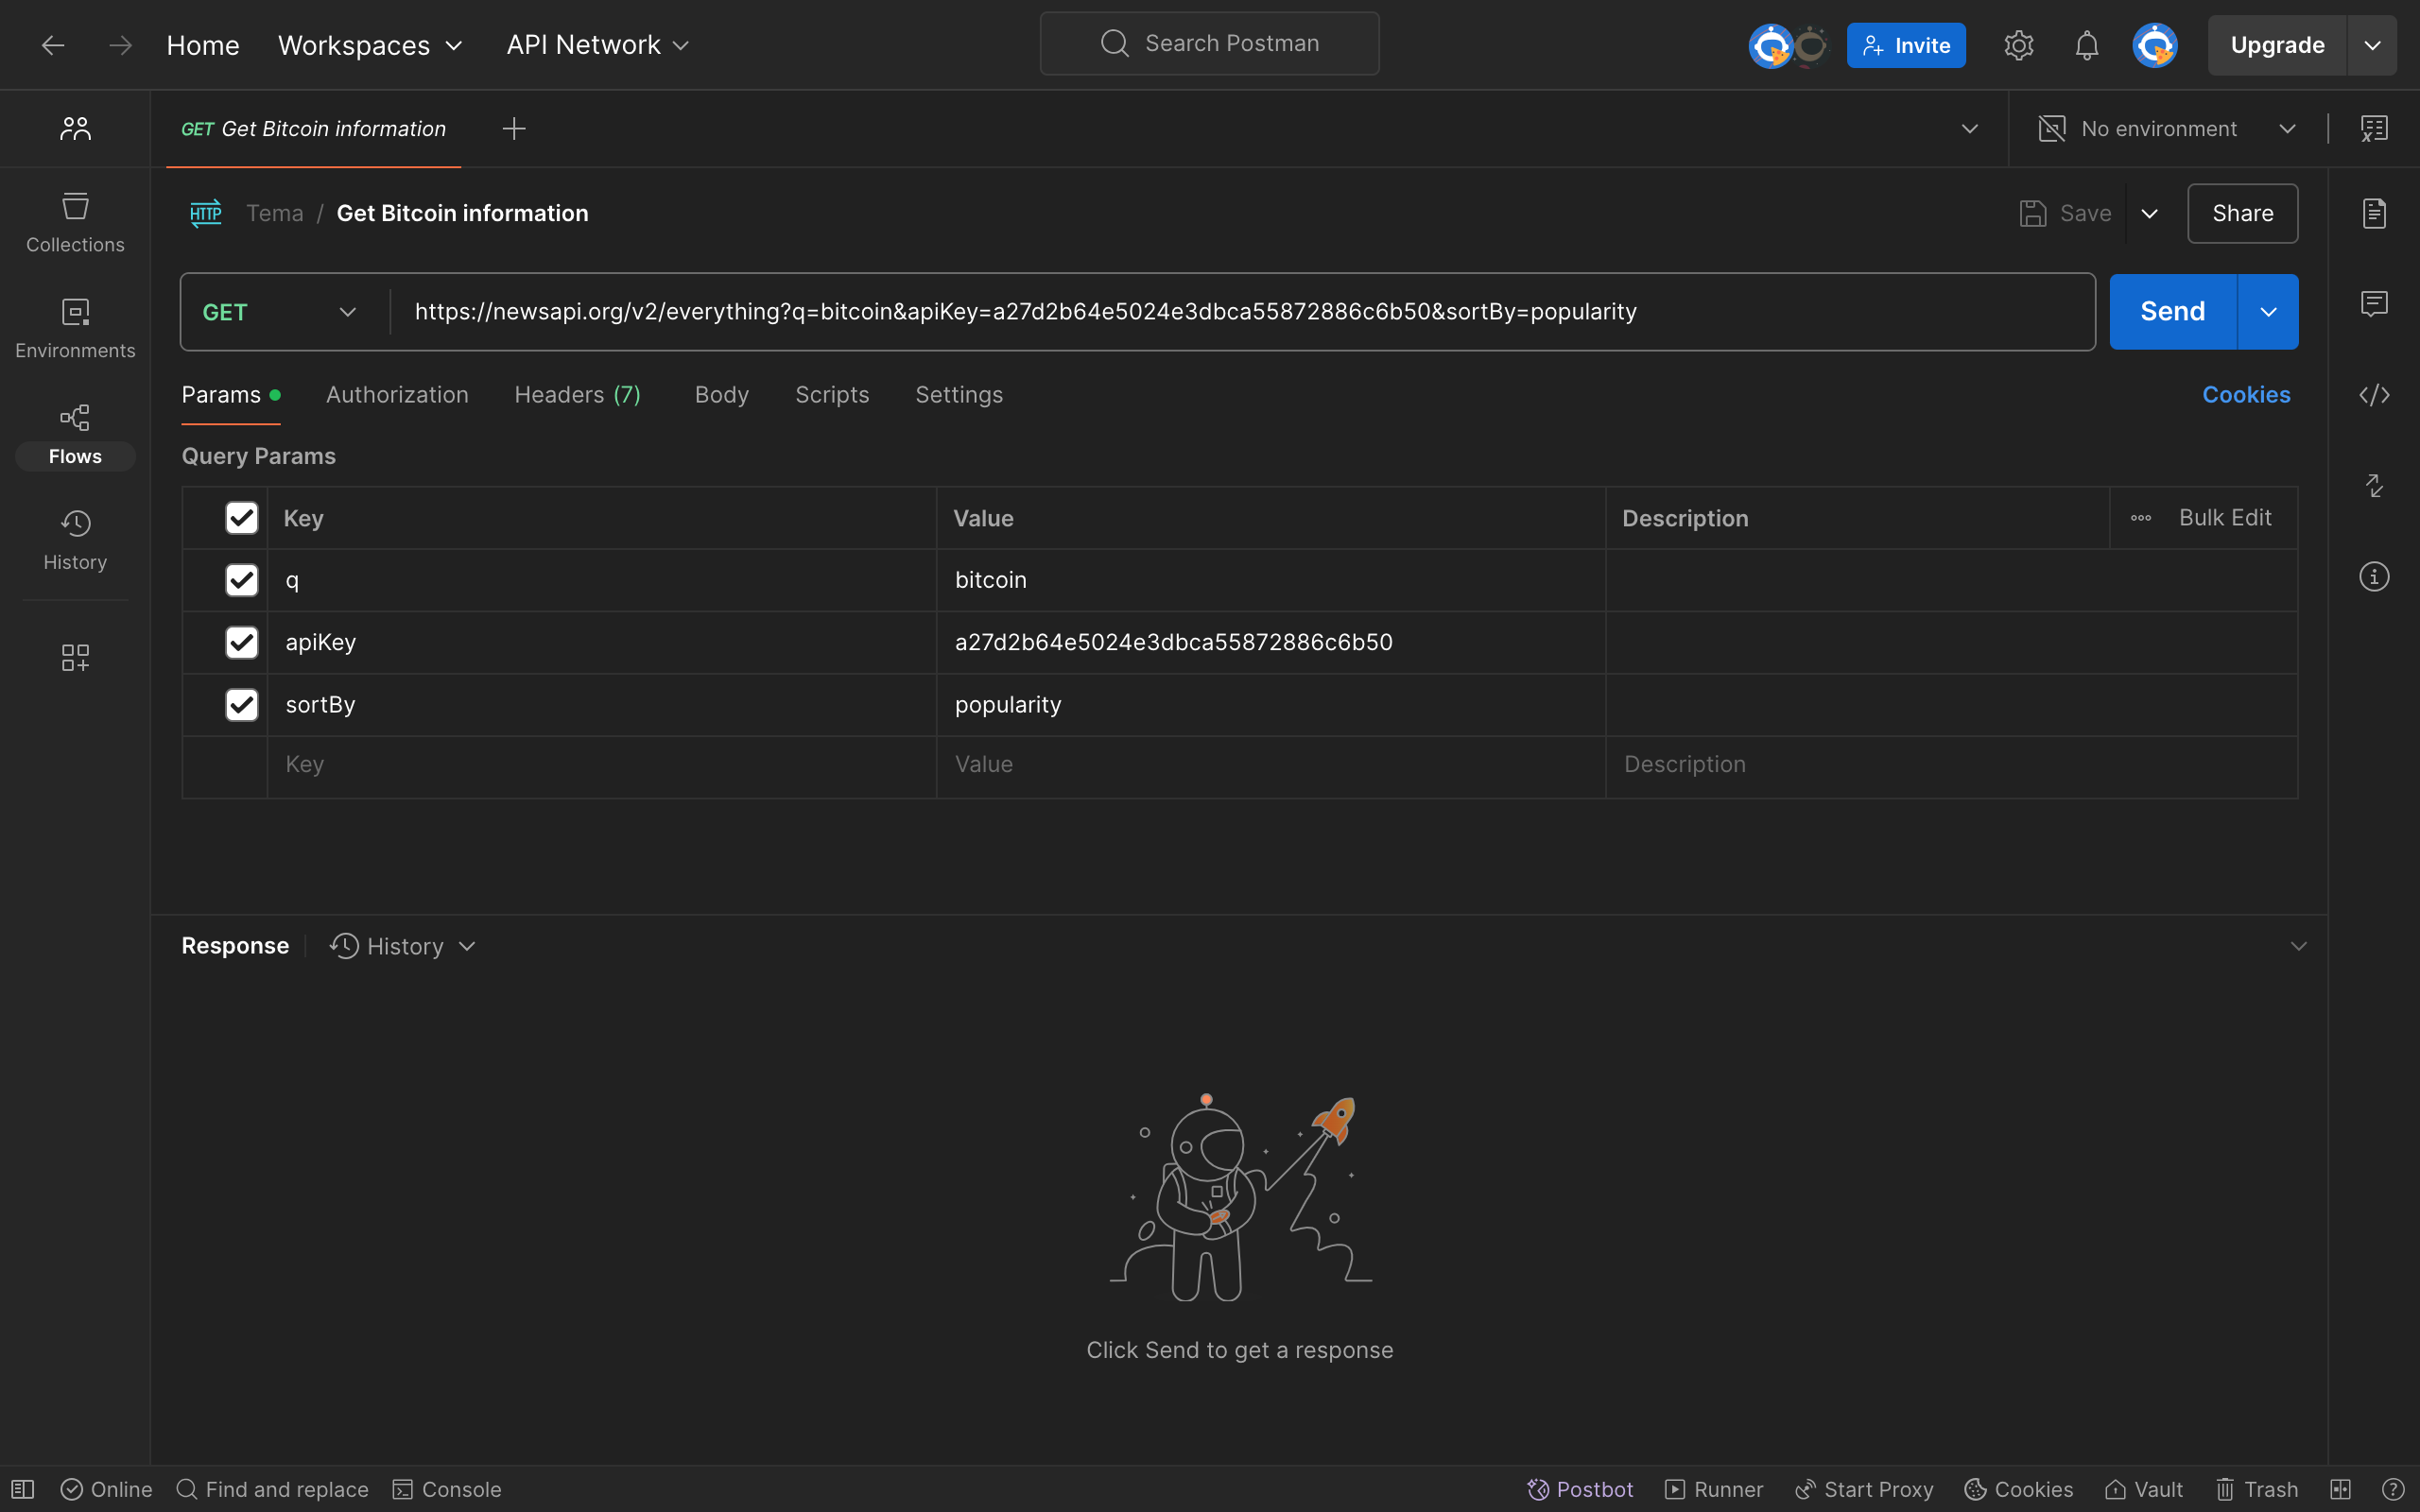 Home Workspaces API Network Search Postman Invite Upgrade
GET Get Bitcoin information No environment
HTTP Tema / Get Bitcoin information Save Share
Collections
GET https://newsapi.org/v2/everything?q=bitcoin&apiKey=a27d2b64e5024e3dbca55872886c6b50&sortBy=popularity Send
Environments
Params Authorization Headers (7) Body Scripts Settings Cookies
Flows
Query Params
Key Value Description Bulk Edit
History
q bitcoin
apiKey a27d2b64e5024e3dbca55872886c6b50
sortBy popularity
Key Value Description
Response History
Click Send to get a response
Online Find and replace Console Postbot Runner Start Proxy Cookies Vault Trash